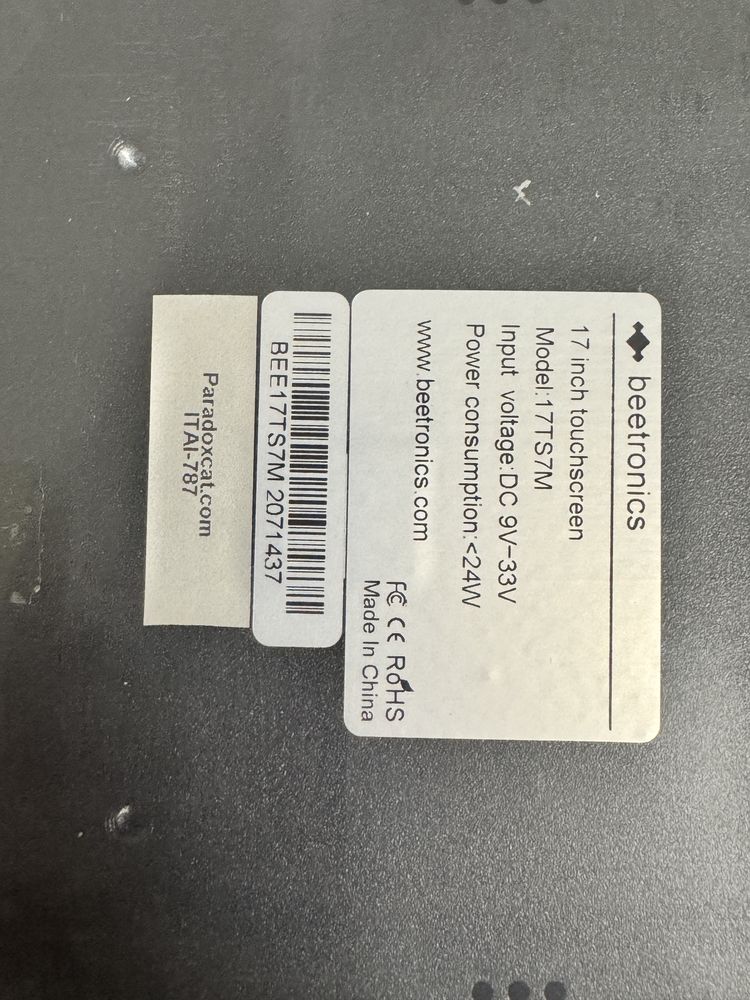 beetronics
17 inch touchscreen
Model:17TS7M
Input voltage:DC 9V-33V
Power consumption:<24W
www.beetronics.com
FC CE RoHS
Made In China
BEE17TS7M 2071437
Paradoxcat.com
ITAI-787